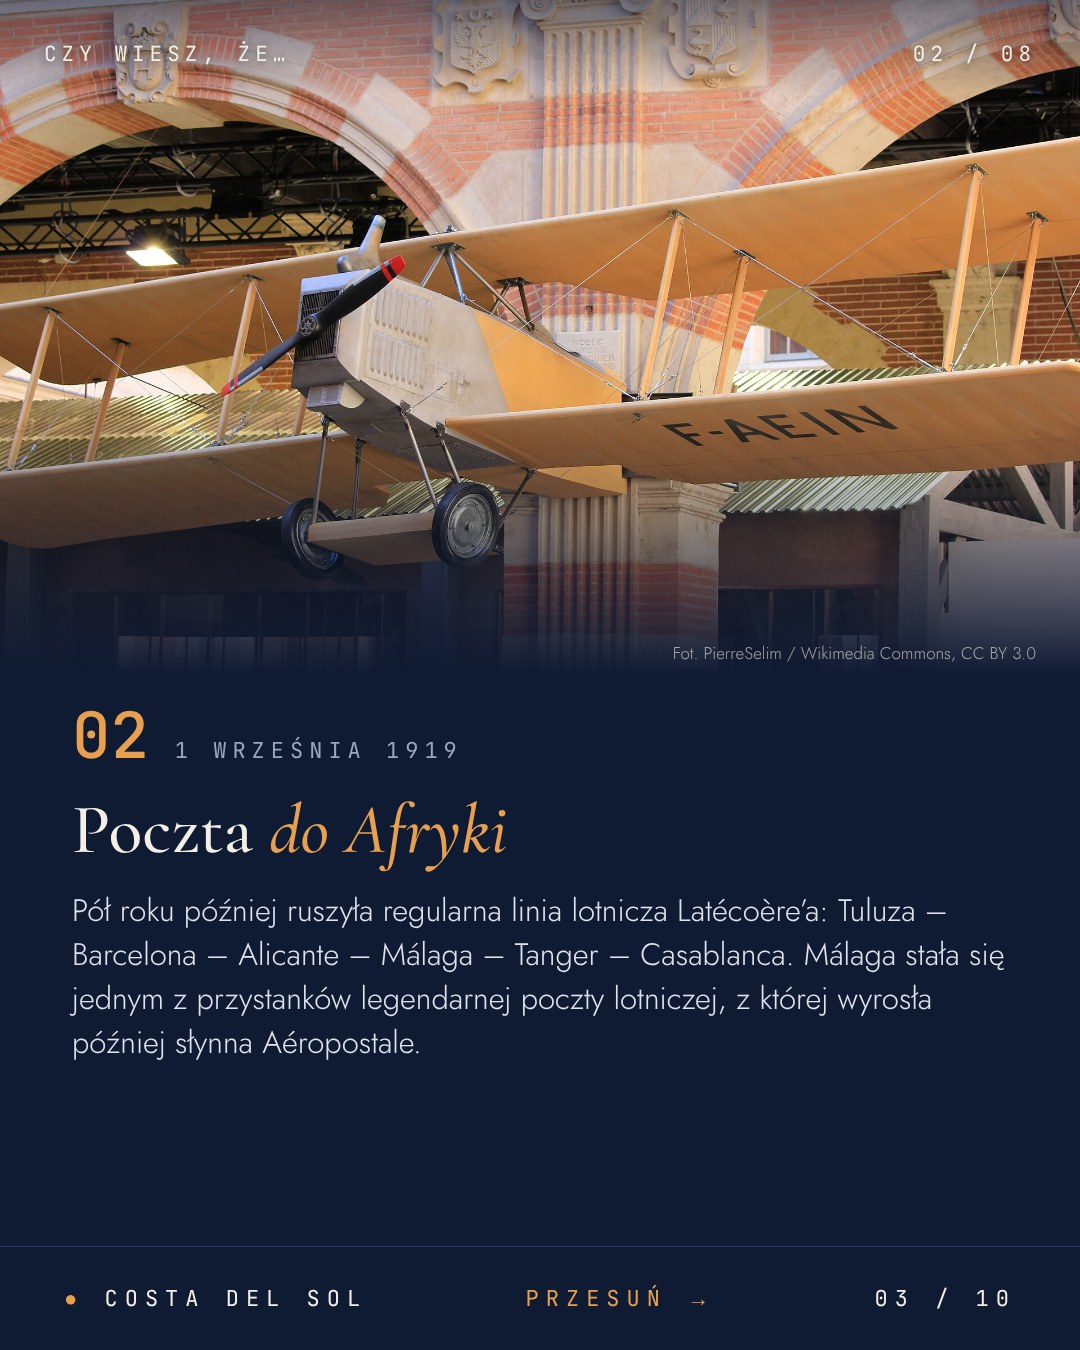 CZY WIESZ, ŻE…
02 / 08
F-AEIN
Fot. PierreSelim / Wikimedia Commons, CC BY 3.0
02 1 WRZEŚNIA 1919
Poczta do Afryki
Pół roku później ruszyła regularna linia lotnicza Latécoère’a: Tuluza –
Barcelona – Alicante – Málaga – Tanger – Casablanca. Málaga stała się
jednym z przystanków legendarnej poczty lotniczej, z której wyrosła
później słynna Aéropostale.
• COSTA DEL SOL
PRZESUŃ →
03 / 10